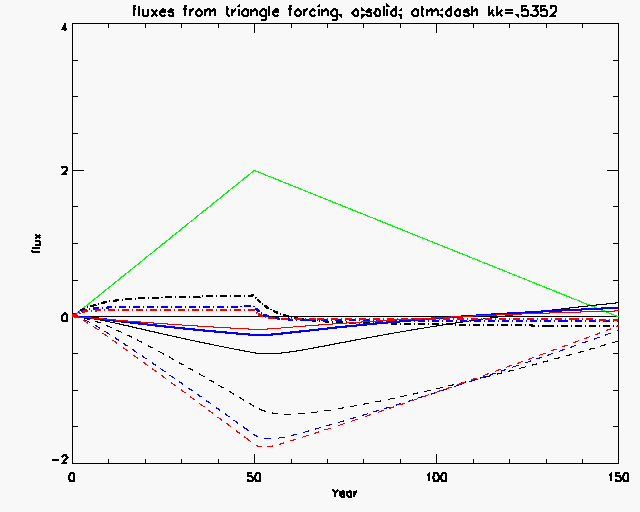 fluxes from triangle forcing, o;solid; atm;dash kk=.5352
4
2
flux
0
-2
0
50
100
150
Year